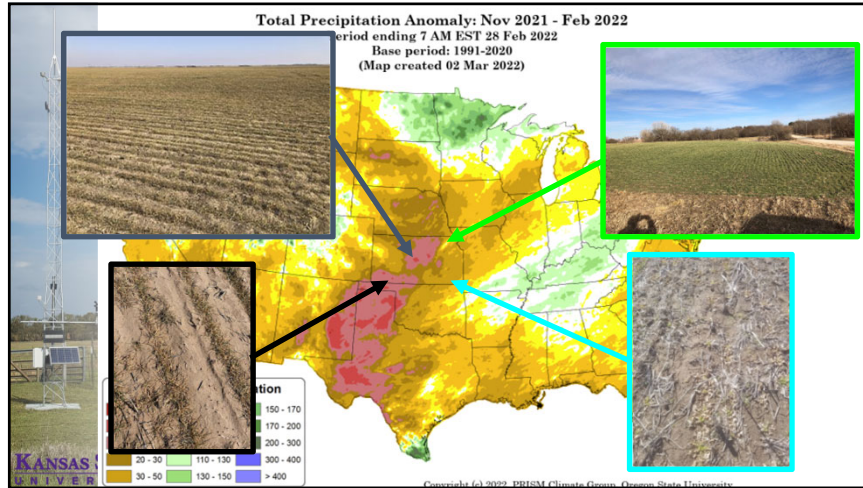 Total Precipitation Anomaly: Nov 2021 - Feb 2022
eriod ending 7 AM EST 28 Feb 2022
Base period: 1991-2020
(Map created 02 Mar 2022)
150 - 170
170 - 200
200 - 300
20 - 30
110 - 130
300 - 400
30 - 50
130 - 150
> 400
KANSAS S
UNIVER
Copyright (c) 2022, PRISM Climate Group, Oregon State University